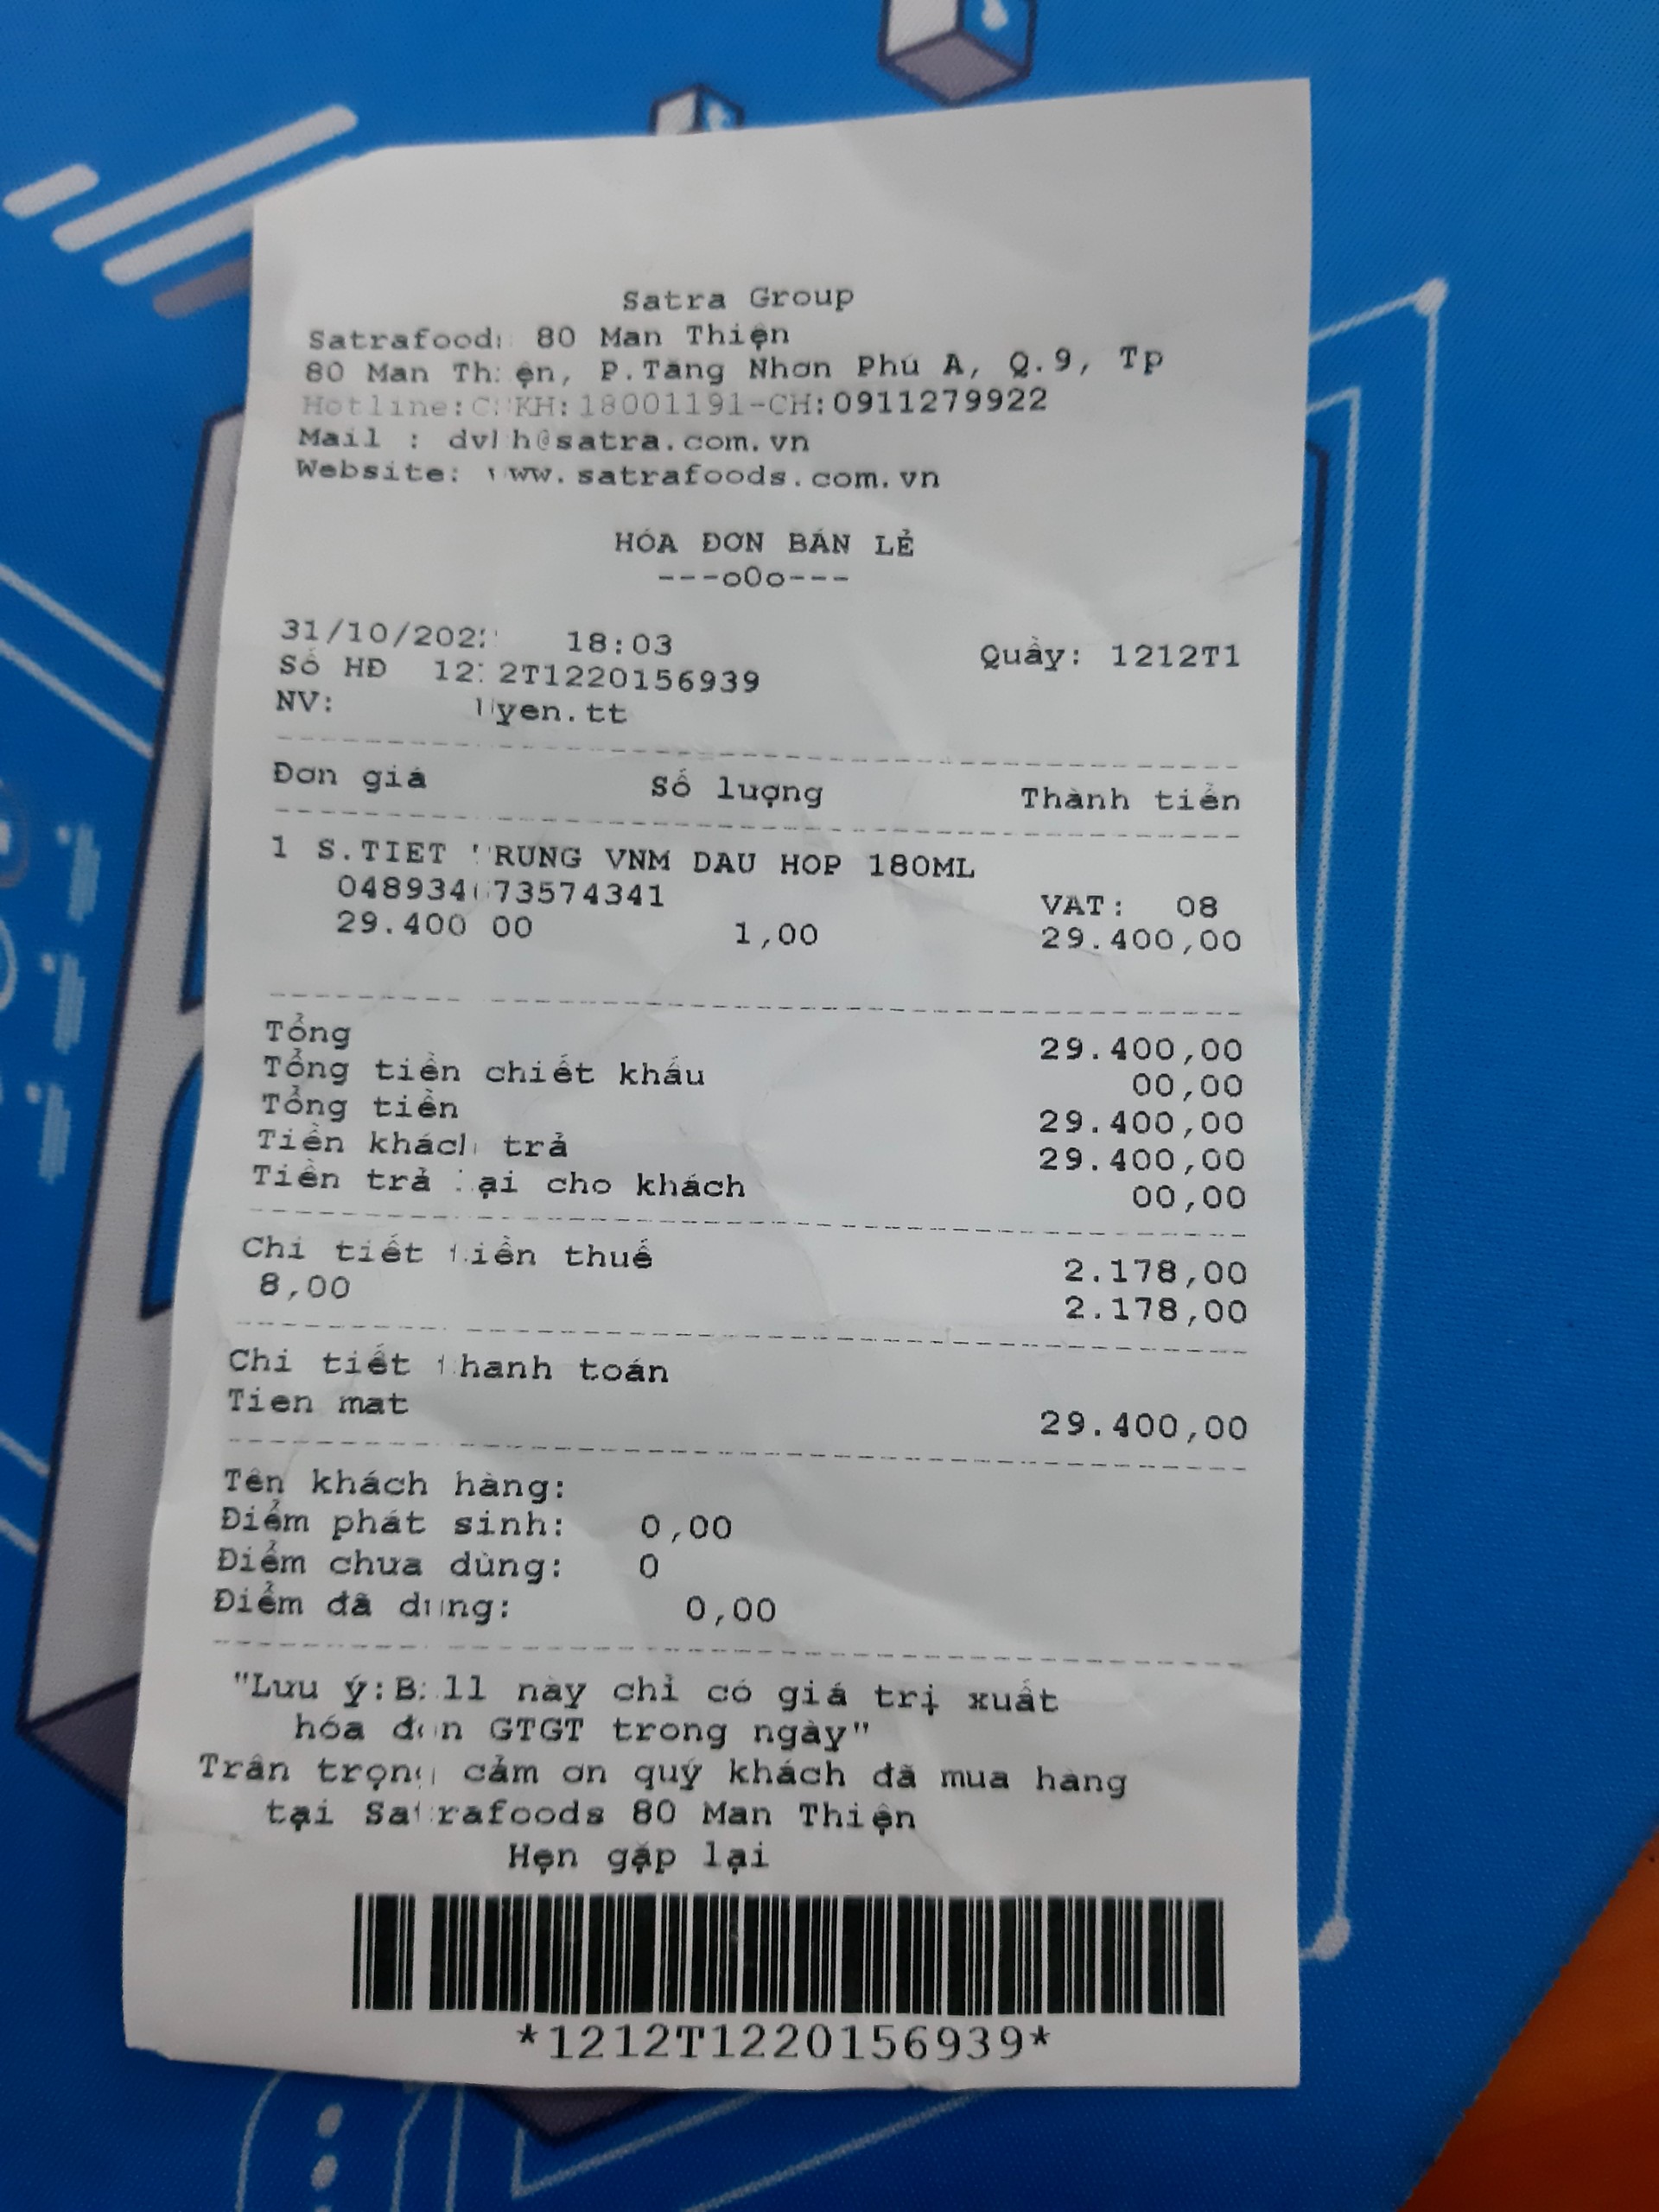 Satra Group
Satrafoods 80 Man Thiện
80 Man Thiện, P.Tăng Nhơn Phú A, Q.9, Tp
Hotline:CSKH:18001191-CH:0911279922
Mail : dvkh@satra.com.vn
Website: www.satrafoods.com.vn
HÓA ĐƠN BÁN LẺ
---oOo---
31/10/2022 18:03 Quầy: 1212T1
Số HĐ 1212T1220156939
NV: yen.tt
Đơn giá Số lượng Thành tiền
1 S.TIET TRUNG VNM DAU HOP 180ML
048934673574341 VAT: 08
29.400 00 1,00 29.400,00
Tổng 29.400,00
Tổng tiền chiết khấu 00,00
Tổng tiền 29.400,00
Tiền khách trả 29.400,00
Tiền trả lại cho khách 00,00
Chi tiết tiền thuế 2.178,00
8,00 2.178,00
Chi tiết thanh toán
Tien mat 29.400,00
Tên khách hàng:
Điểm phát sinh: 0,00
Điểm chưa dùng: 0
Điểm đã dùng: 0,00
"Lưu ý:Bill này chỉ có giá trị xuất
hóa đơn GTGT trong ngày"
Trân trọng cảm ơn quý khách đã mua hàng
tại Satrafoods 80 Man Thiện
Hẹn gặp lại
*1212T1220156939*